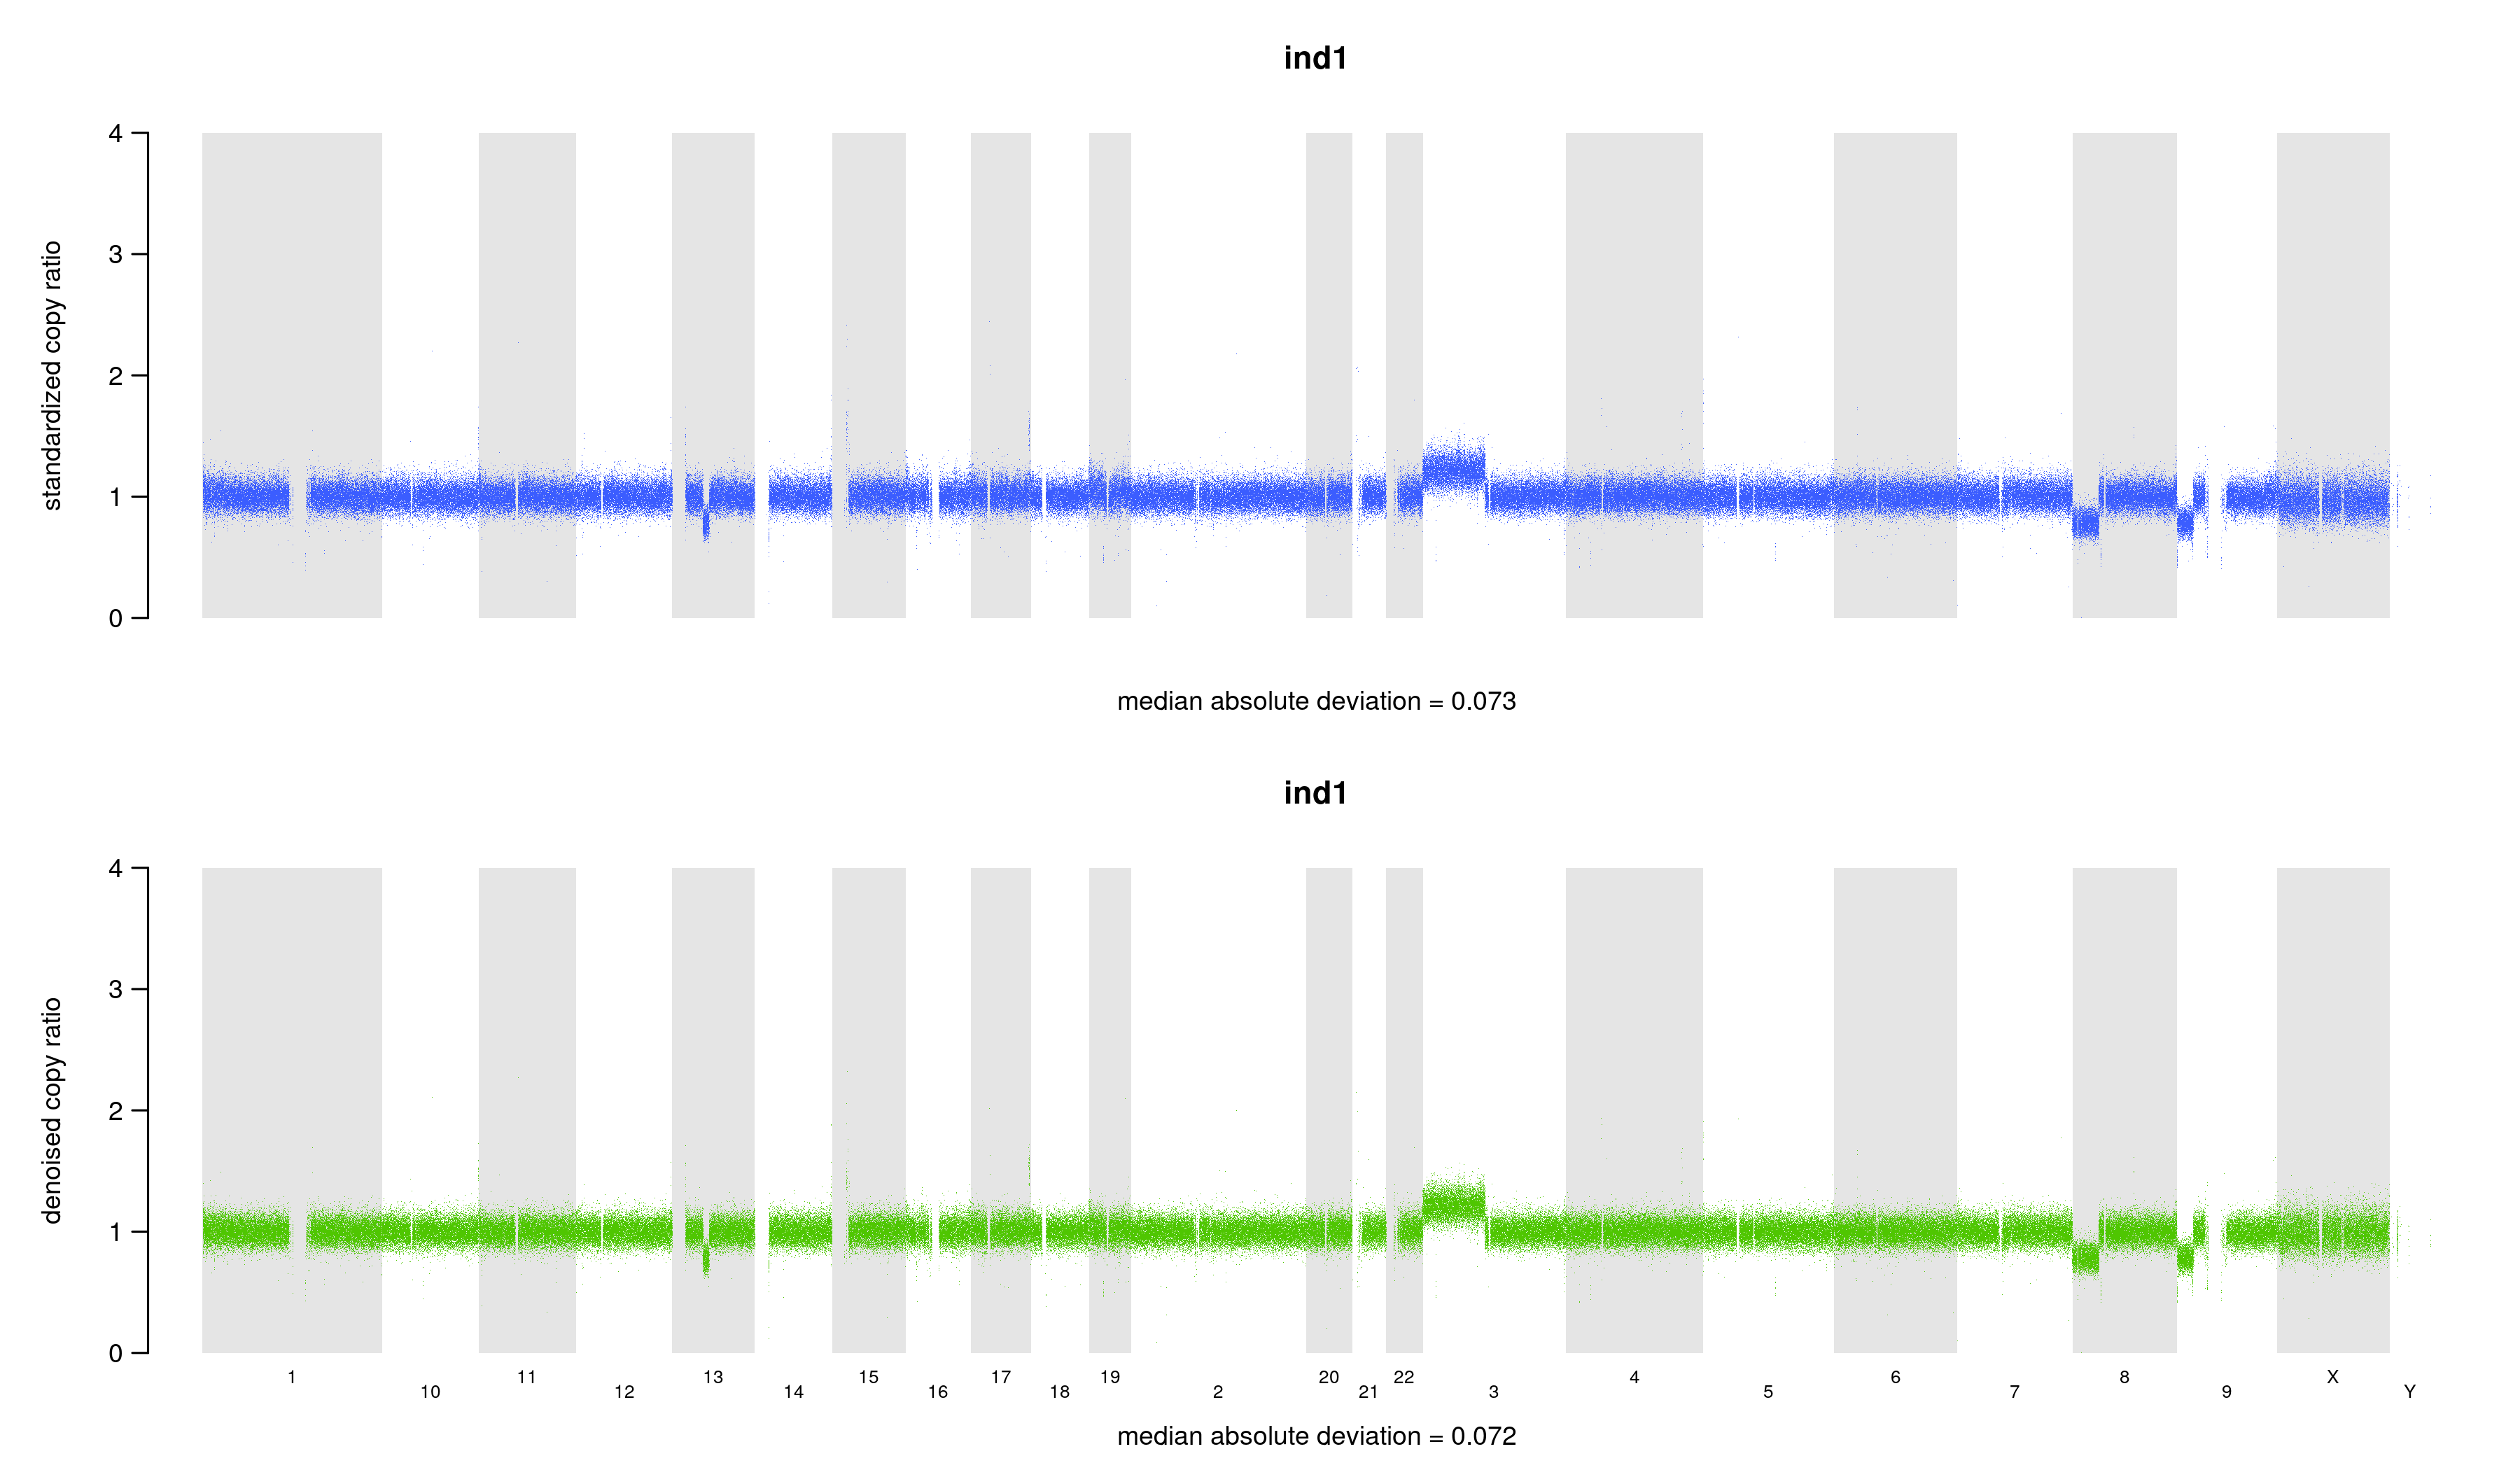 ind1
standardized copy ratio
4
3
2
1
0
median absolute deviation = 0.073
ind1
denoised copy ratio
4
3
2
1
0
1 11 13 15 17 19 20 22 4 6 8 X
10 12 14 16 18 2 21 3 5 7 9 Y
median absolute deviation = 0.072